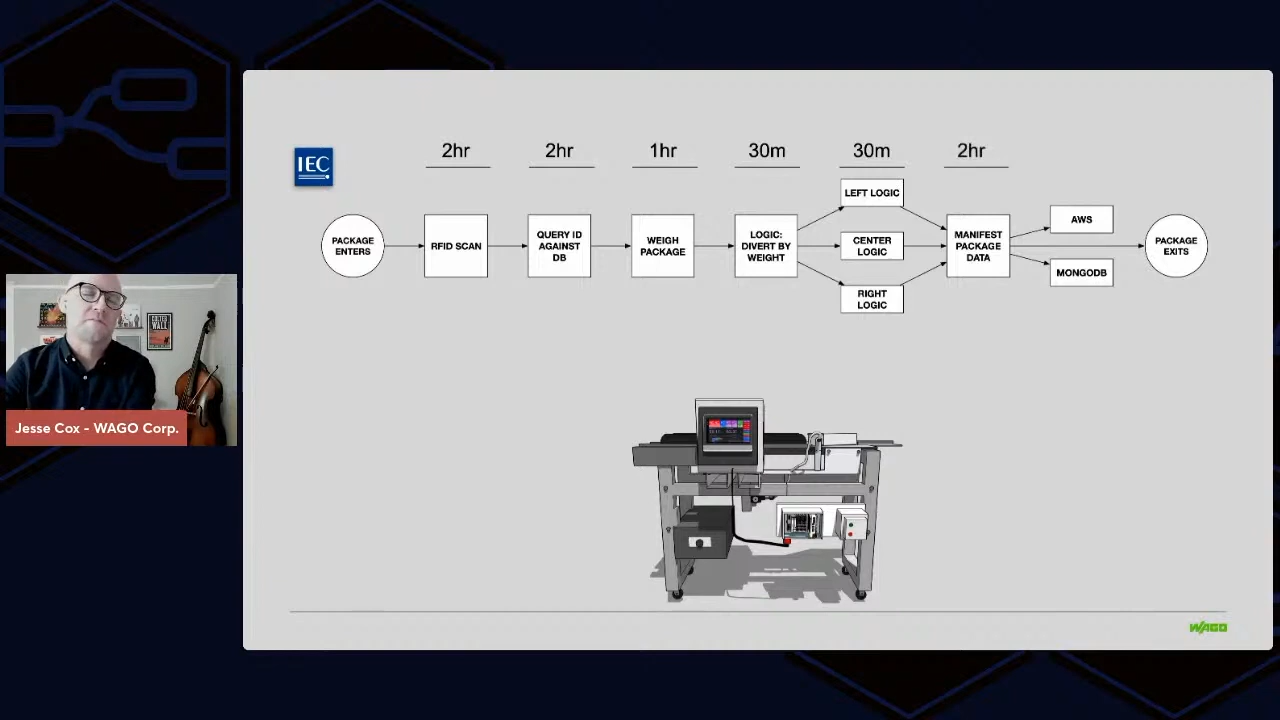 2hr
2hr
1hr
30m
30m
2hr
IEC
PACKAGE
ENTERS
RFID SCAN
QUERY ID
AGAINST
DB
WEIGH
PACKAGE
LOGIC:
DIVERT BY
WEIGHT
LEFT LOGIC
CENTER
LOGIC
RIGHT
LOGIC
MANIFEST
PACKAGE
DATA
AWS
MONGODB
PACKAGE
EXITS
Jesse Cox - WAGO Corp.
WAGO